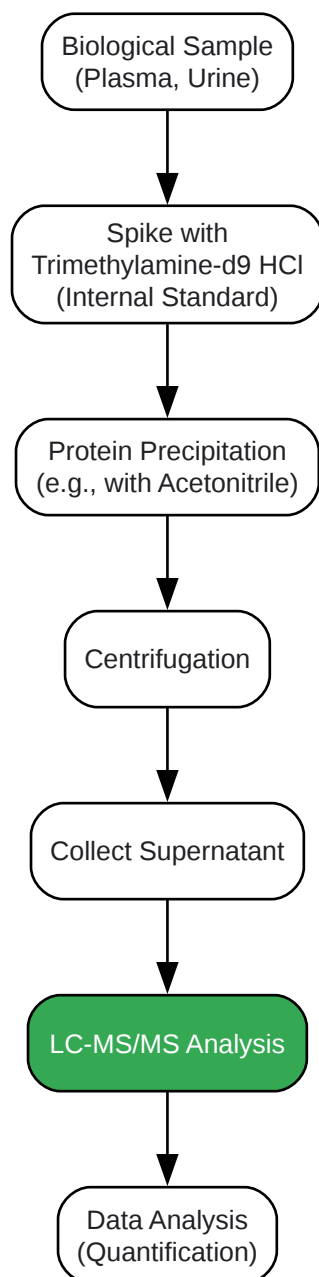 Biological Sample
(Plasma, Urine)
Spike with
Trimethylamine-d9 HCl
(Internal Standard)
Protein Precipitation
(e.g., with Acetonitrile)
Centrifugation
Collect Supernatant
LC-MS/MS Analysis
Data Analysis
(Quantification)